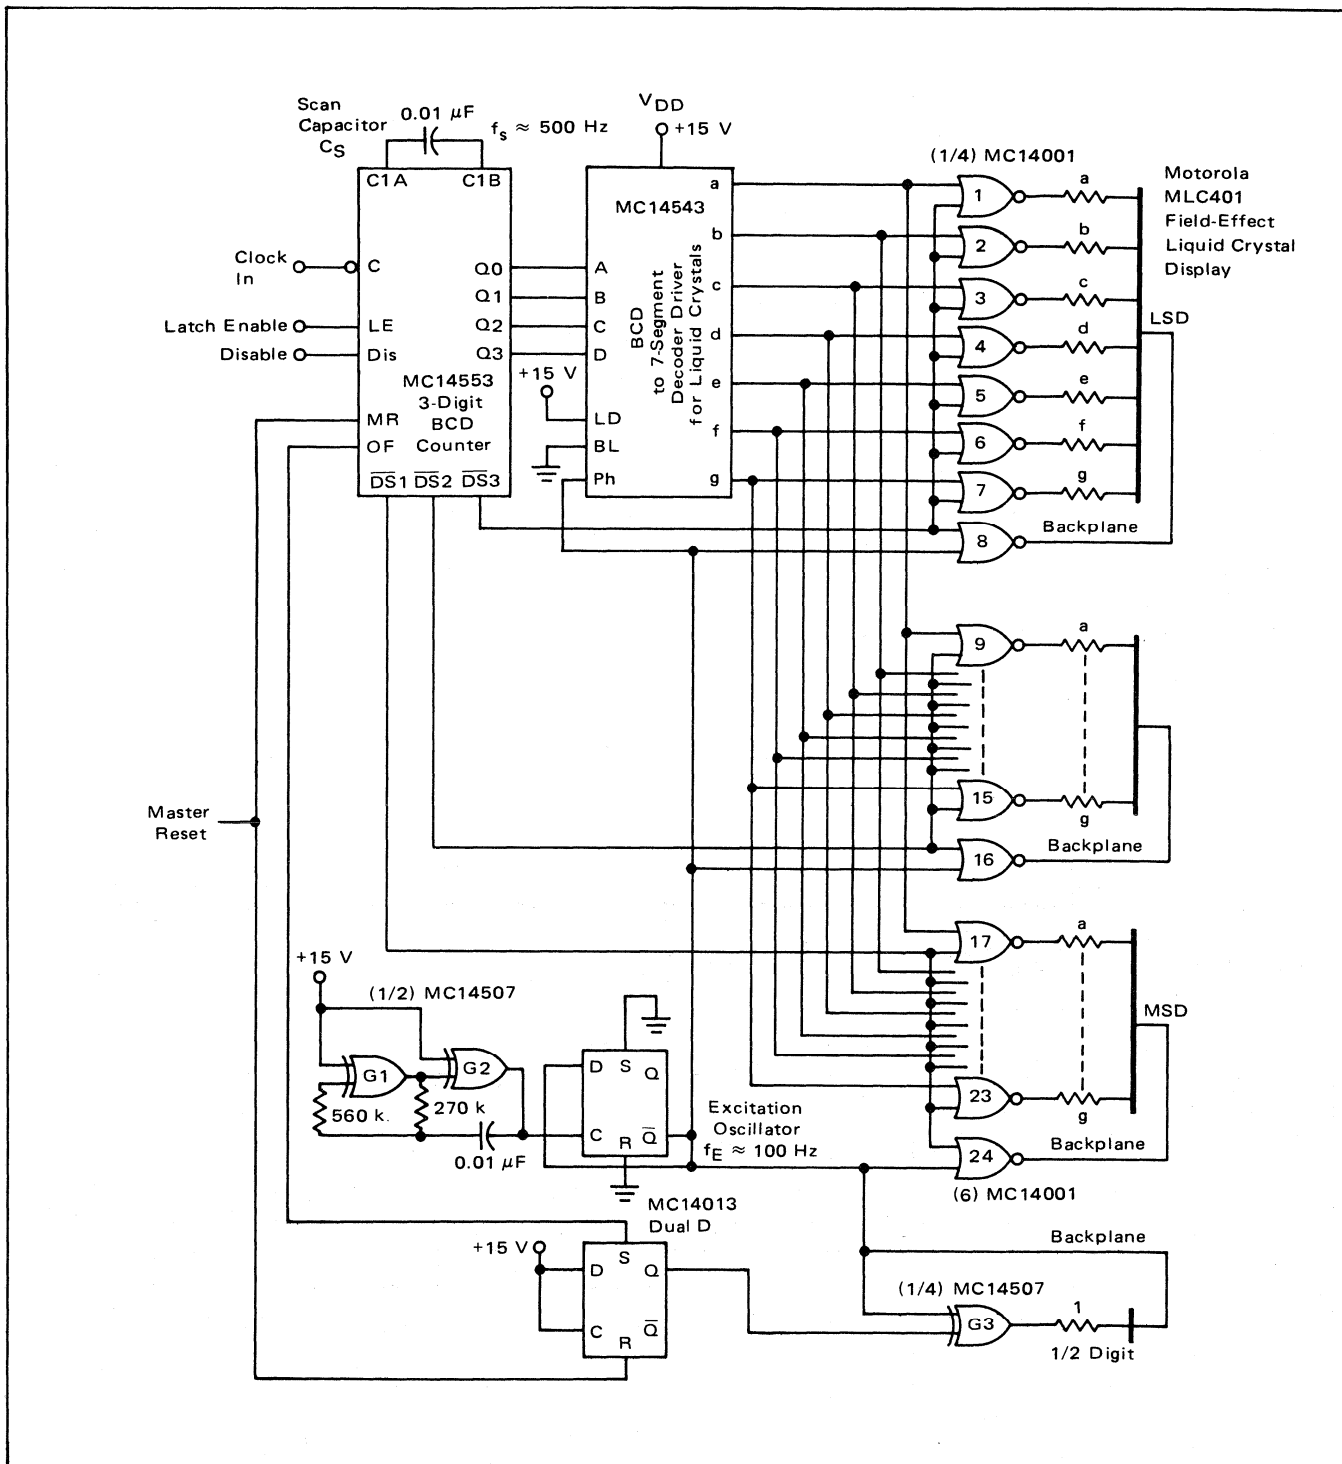 Scan
Capacitor
CS
0.01 µF
fs ≈ 500 Hz
C1A C1B
Clock
In
C
Latch Enable
LE
Disable
Dis
MC14553
3-Digit
BCD
Counter
MR
OF
DS1 DS2 DS3
Q0
Q1
Q2
Q3
VDD
+15 V
MC14543
A
B
C
D
+15 V
LD
BL
Ph
BCD
to 7-Segment
Decoder Driver
for Liquid Crystals
a
b
c
d
e
f
g
(1/4) MC14001
1
2
3
4
5
6
7
8
a
b
c
d
e
f
g
Backplane
Motorola
MLC401
Field-Effect
Liquid Crystal
Display
LSD
9
15
16
a
g
Backplane
Master
Reset
17
23
24
a
g
MSD
Backplane
(6) MC14001
+15 V
(1/2) MC14507
G1
G2
560 k.
270 k
0.01 µF
D S Q
C R Q̅
Excitation
Oscillator
fE ≈ 100 Hz
MC14013
Dual D
+15 V
D S Q
C R Q̅
Backplane
(1/4) MC14507
G3
1
1/2 Digit